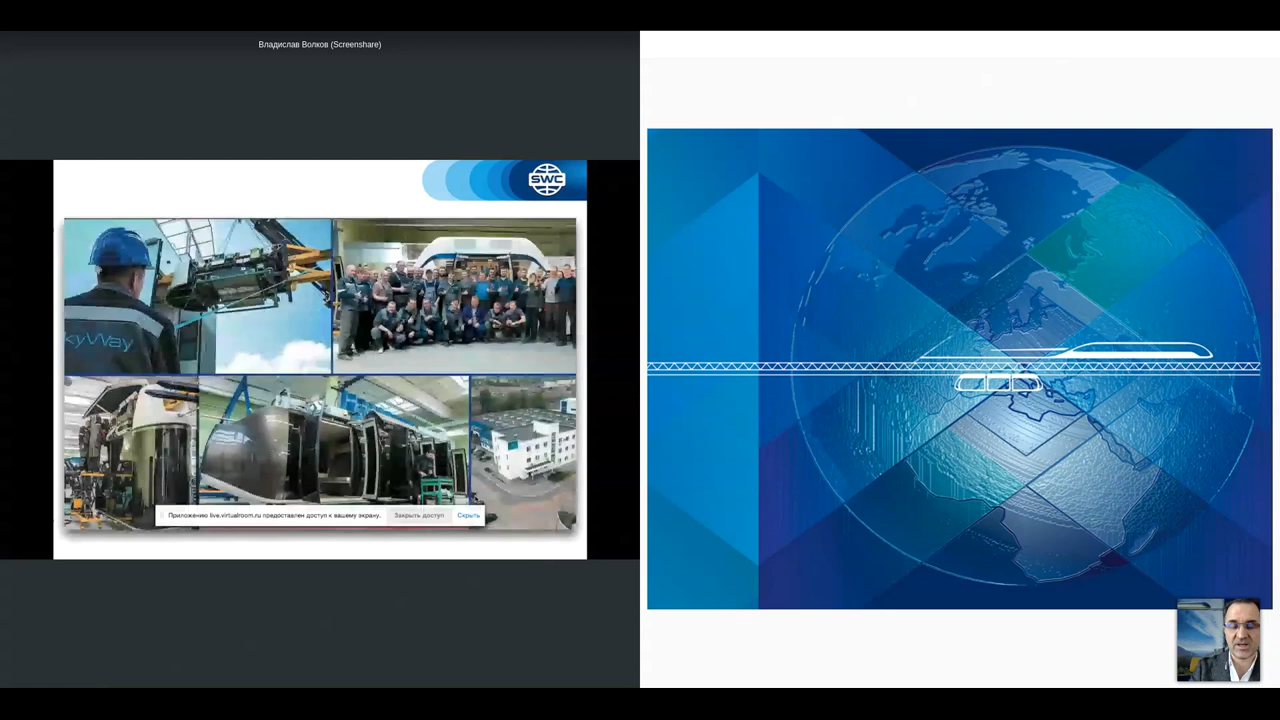 Владислав Волков (Screenshare)
SWC
kyWay
Приложению live.virtualroom.ru предоставлен доступ к вашему экрану.
Закрыть доступ
Скрыть